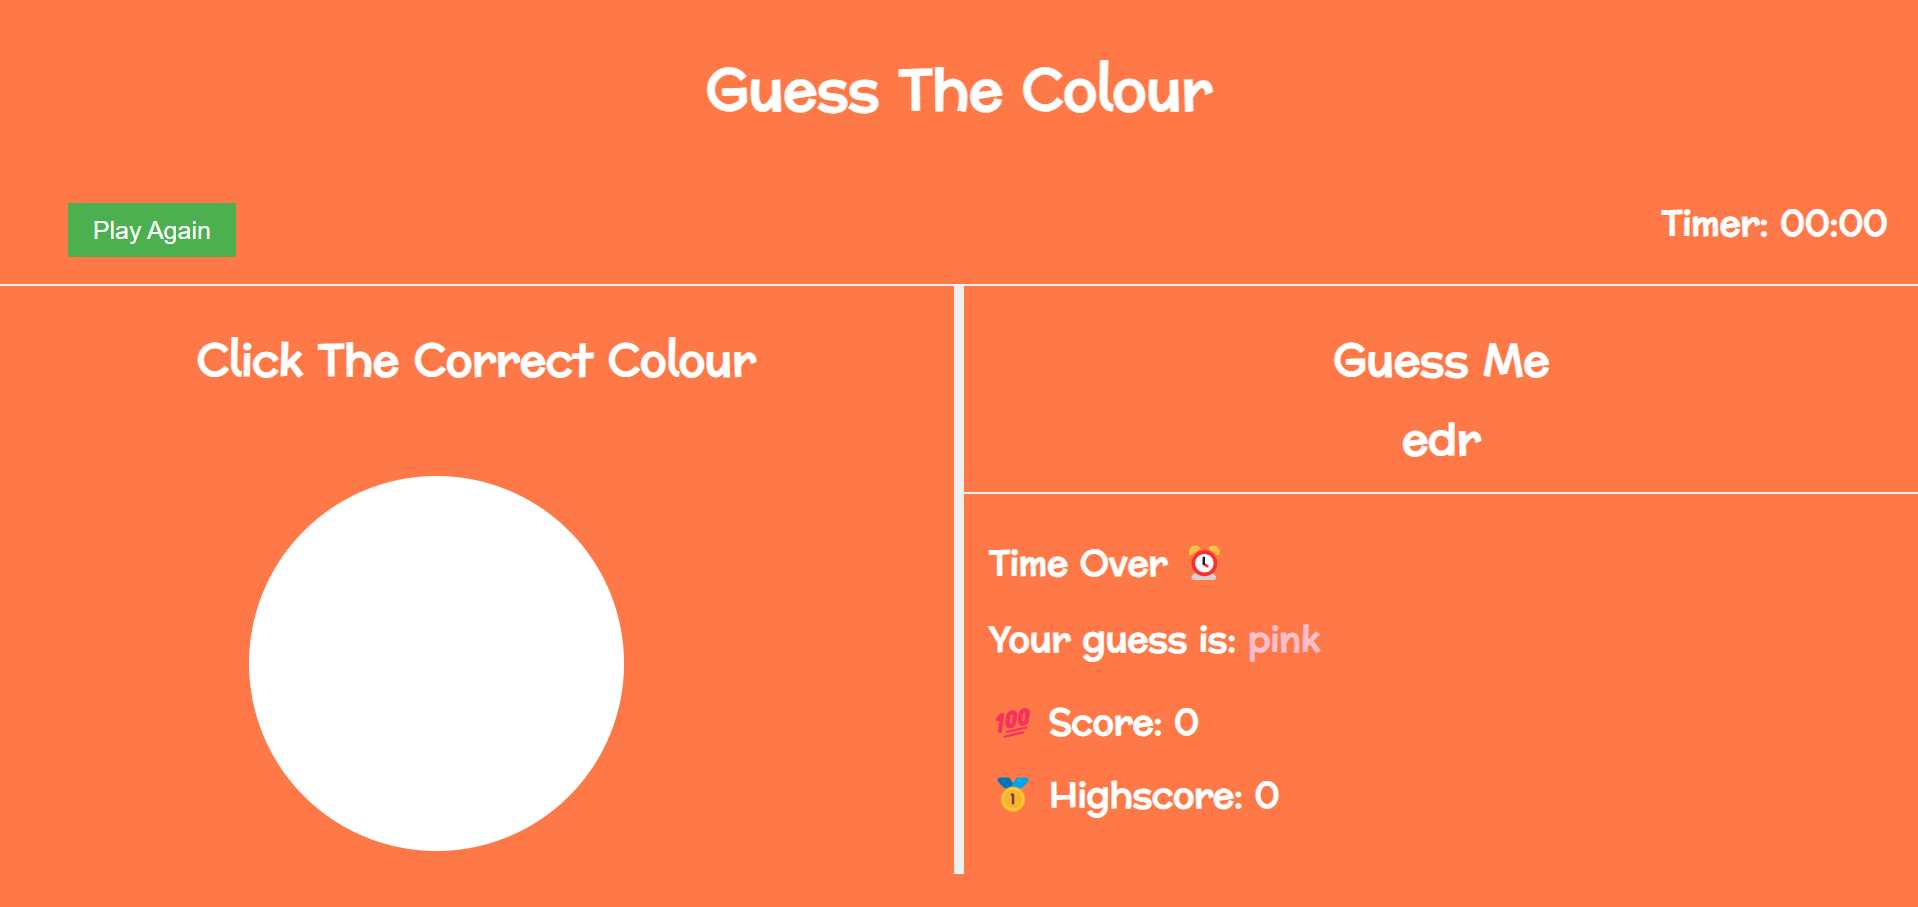 Guess The Colour
Play Again
Timer: 00:00
Click The Correct Colour
Guess Me
edr
Time Over ⏰
Your guess is: pink
💯 Score: 0
🥇 Highscore: 0